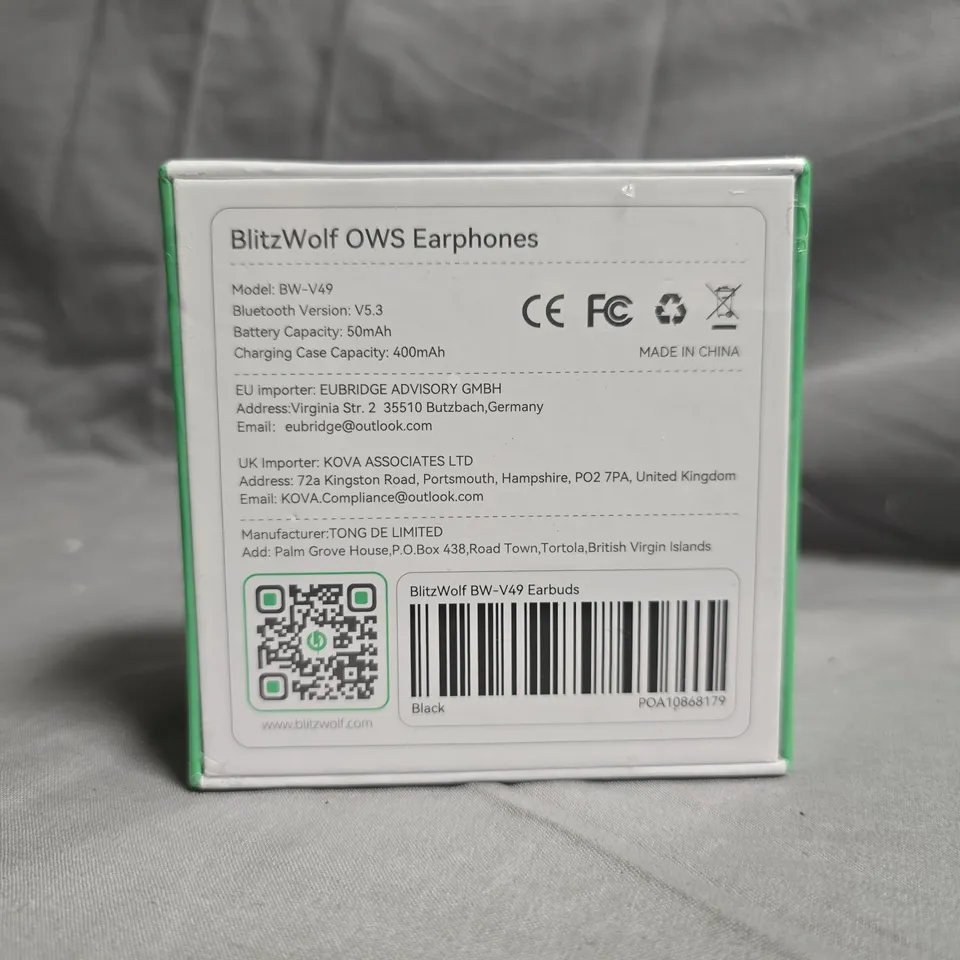 BlitzWolf OWS Earphones
Model: BW-V49
Bluetooth Version: V5.3
Battery Capacity: 50mAh
Charging Case Capacity: 400mAh
CE FC
MADE IN CHINA
EU importer: EUBRIDGE ADVISORY GMBH
Address:Virginia Str. 2 35510 Butzbach,Germany
Email: eubridge@outlook.com
UK Importer: KOVA ASSOCIATES LTD
Address: 72a Kingston Road, Portsmouth, Hampshire, PO2 7PA, United Kingdom
Email: KOVA.Compliance@outlook.com
Manufacturer:TONG DE LIMITED
Add: Palm Grove House,P.O.Box 438,Road Town,Tortola,British Virgin Islands
www.blitzwolf.com
BlitzWolf BW-V49 Earbuds
Black
POA10868179